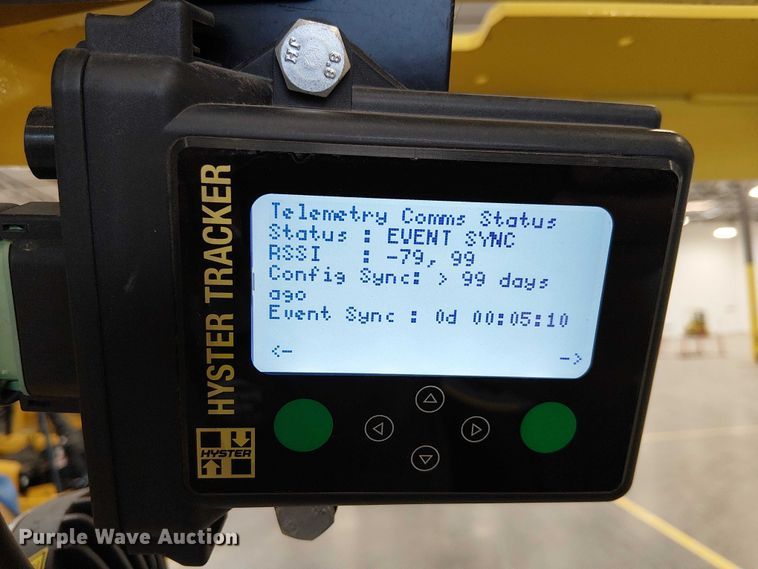 JH
8.8
HYSTER TRACKER
Telemetry Comms Status
Status : EVENT SYNC
RSSI : -79, 99
Config Sync: > 99 days
ago
Event Sync : 0d 00:05:10
<- ->
HYSTER
Purple Wave Auction